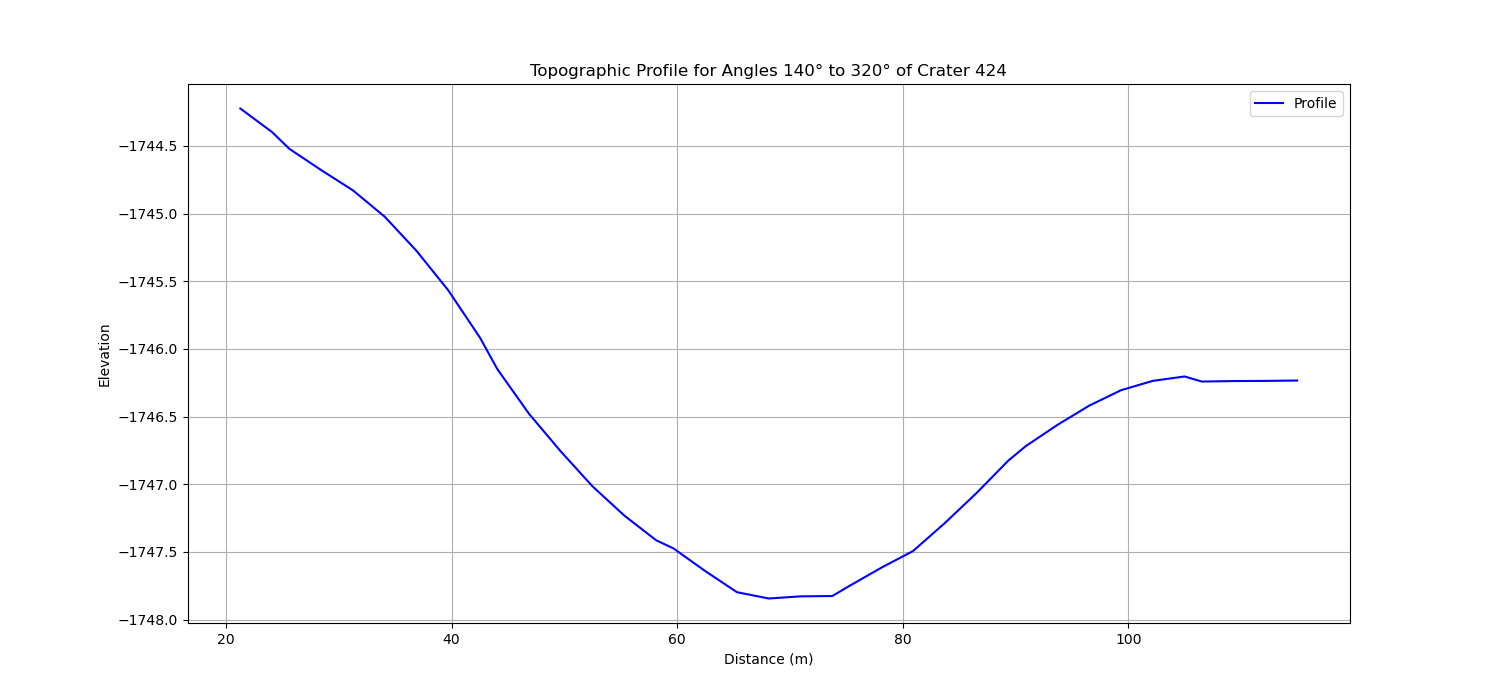 Topographic Profile for Angles 140° to 320° of Crater 424
Profile
−1744.5
−1745.0
−1745.5
−1746.0
−1746.5
−1747.0
−1747.5
−1748.0
Elevation
20 40 60 80 100
Distance (m)